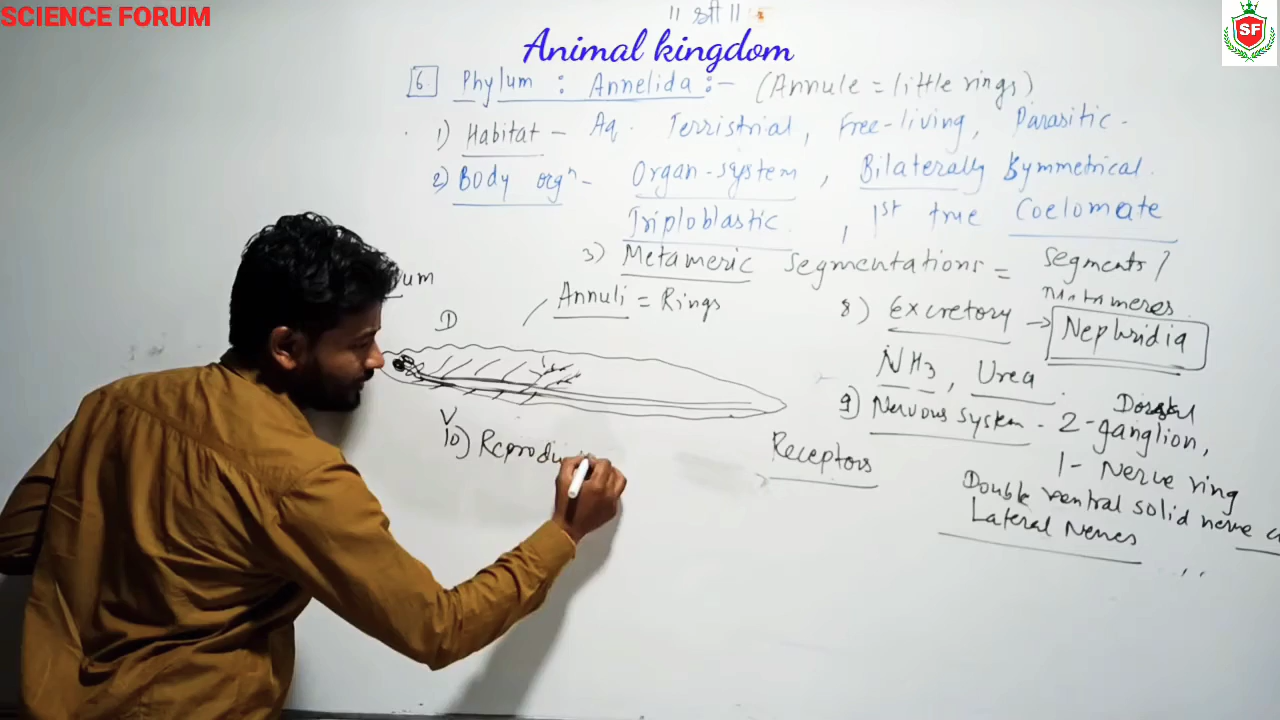 SCIENCE FORUM
SF
|| श्री ||
Animal kingdom
6. Phylum : Annelida :- (Annule = little rings)
1) Habitat - Aq. Terristrial, Free-living, Parasitic -
2) Body orgⁿ - Organ-system, Bilaterally Symmetrical.
Triploblastic, 1st true Coelomate
3) Metameric Segmentations = Segments /
Matameres
um
Annuli = Rings
D
V
8) Excretory → Nephridia
NH3, Urea
9) Nervous system - 2- Dorsal ganglion,
1- Nerve ring
Double ventral solid nerve c
Lateral Nerves
Receptors
10) Reprodu